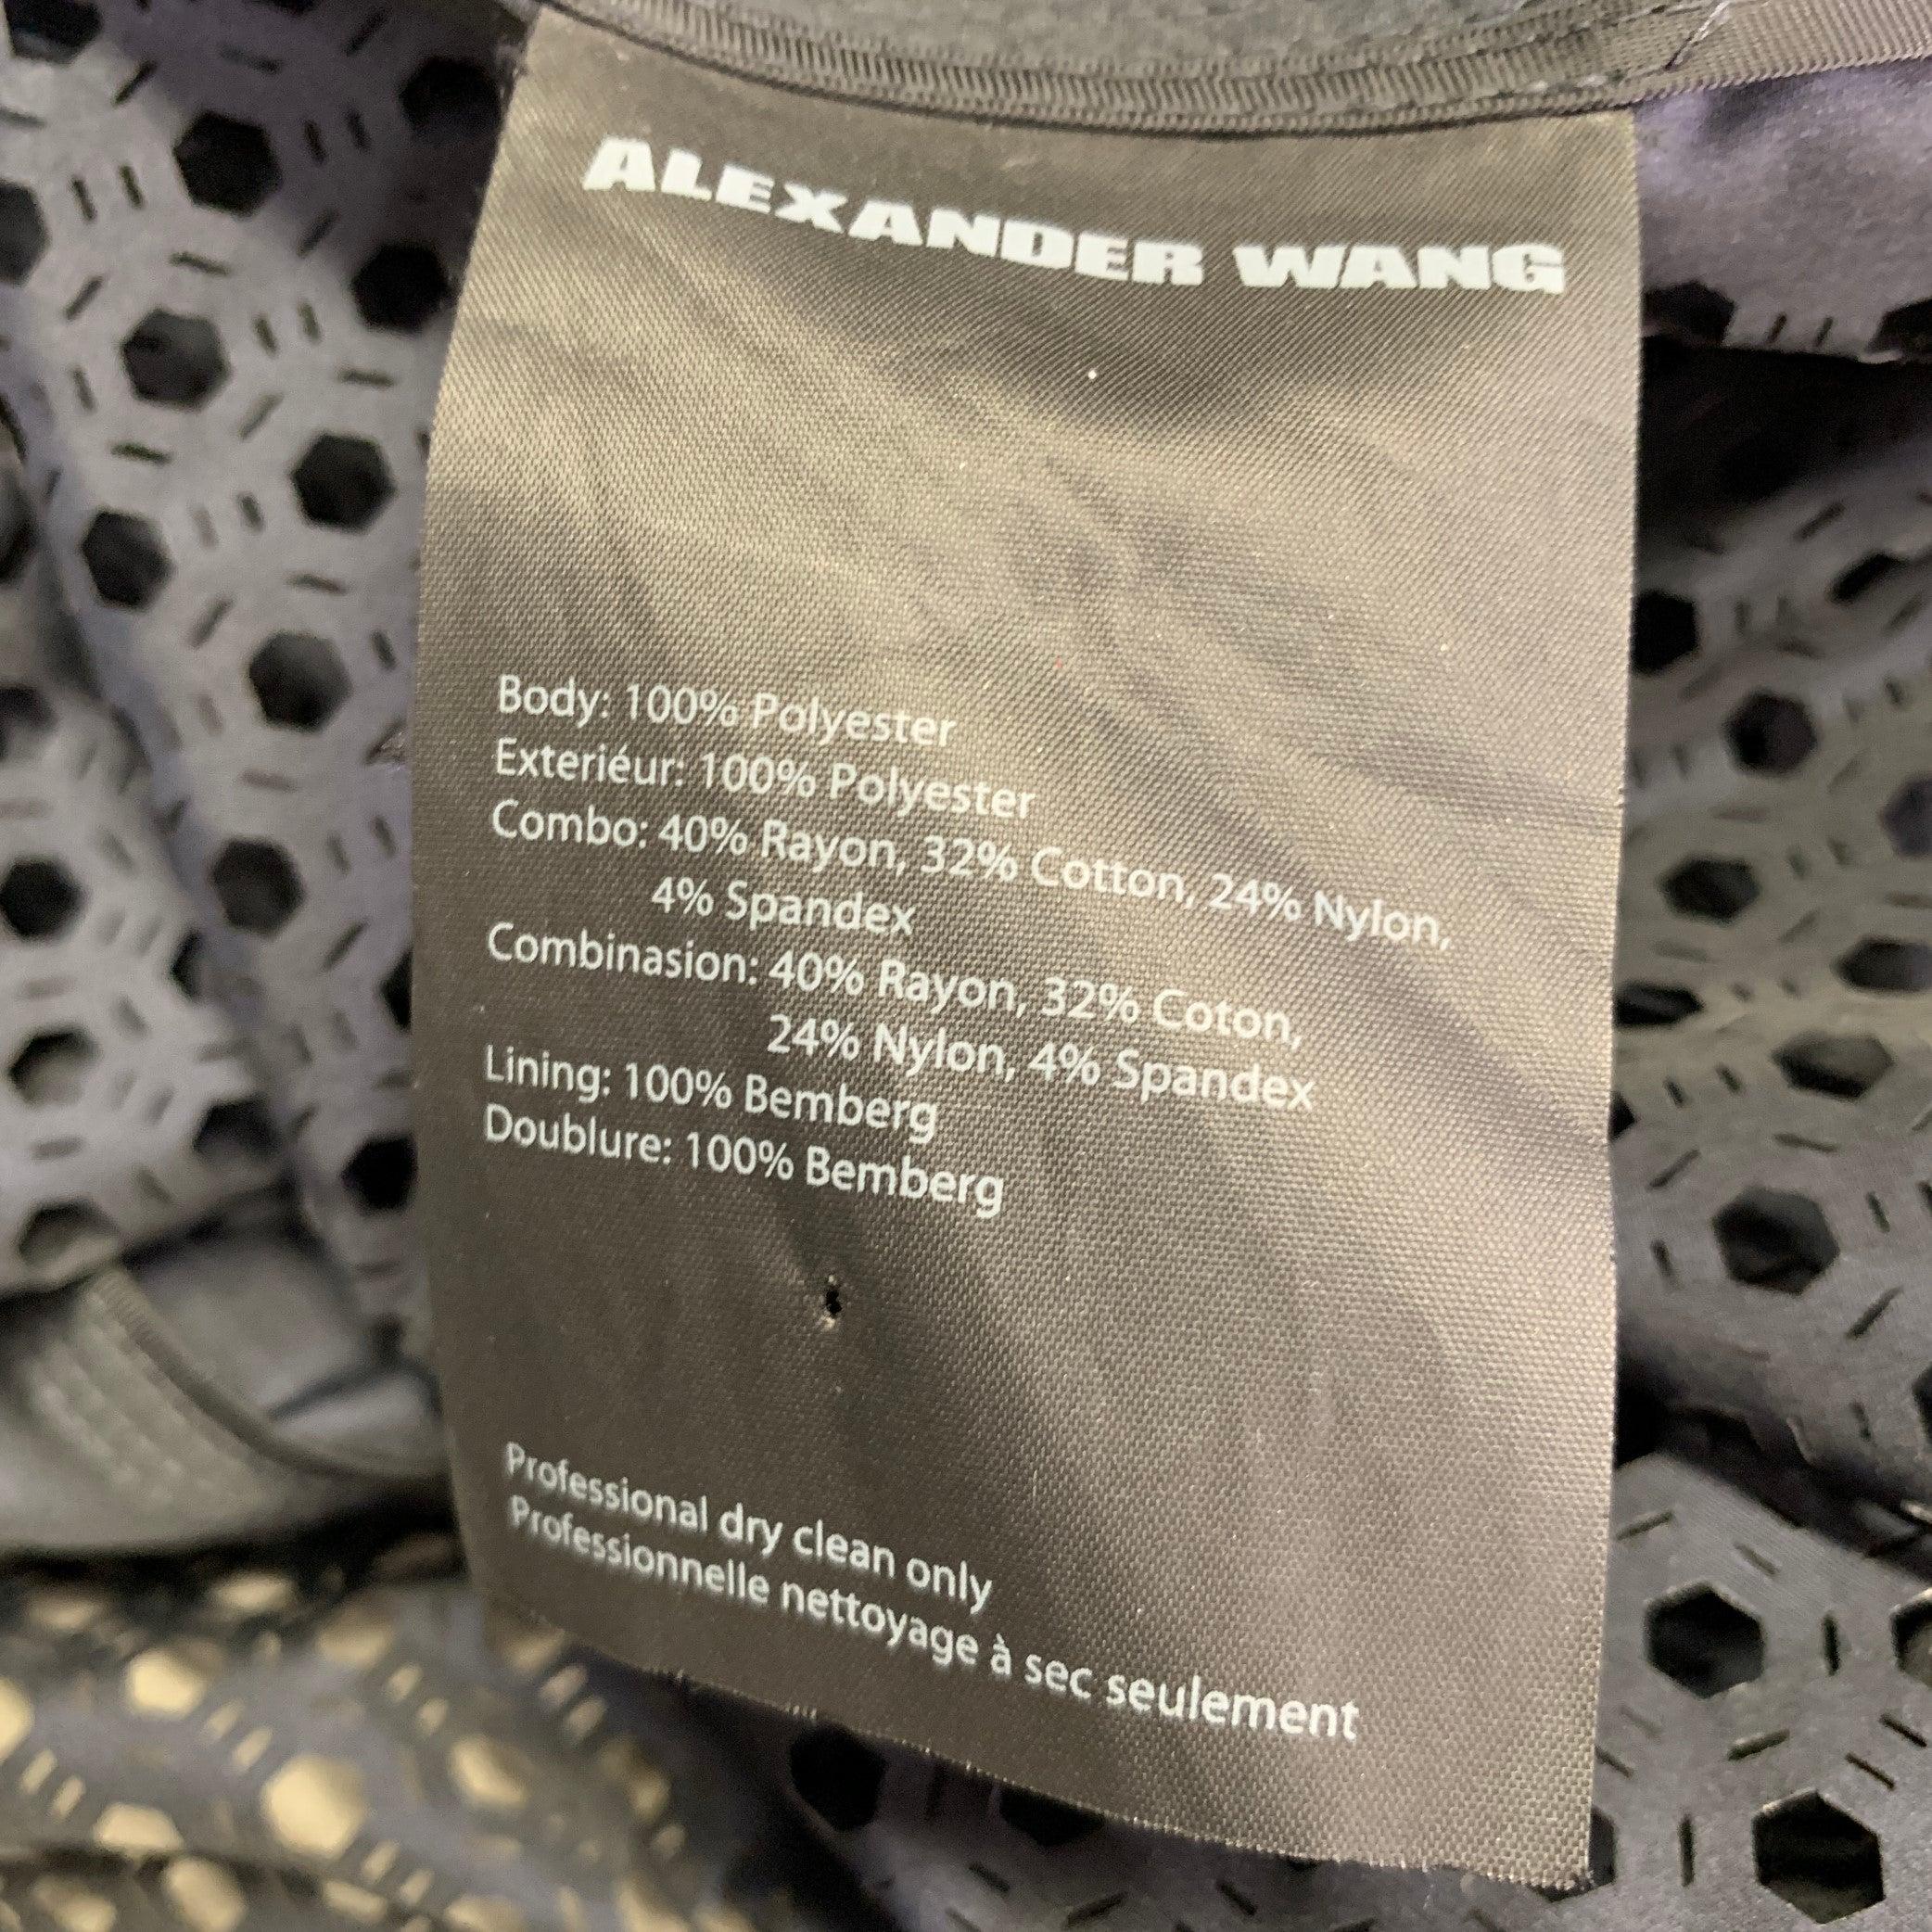 ALEXANDER WANG
Body: 100% Polyester
Exteriéur: 100% Polyester
Combo: 40% Rayon, 32% Cotton, 24% Nylon,
4% Spandex
Combinasion: 40% Rayon, 32% Coton,
24% Nylon, 4% Spandex
Lining: 100% Bemberg
Doublure: 100% Bemberg
Professional dry clean only
Professionnelle nettoyage à sec seulement